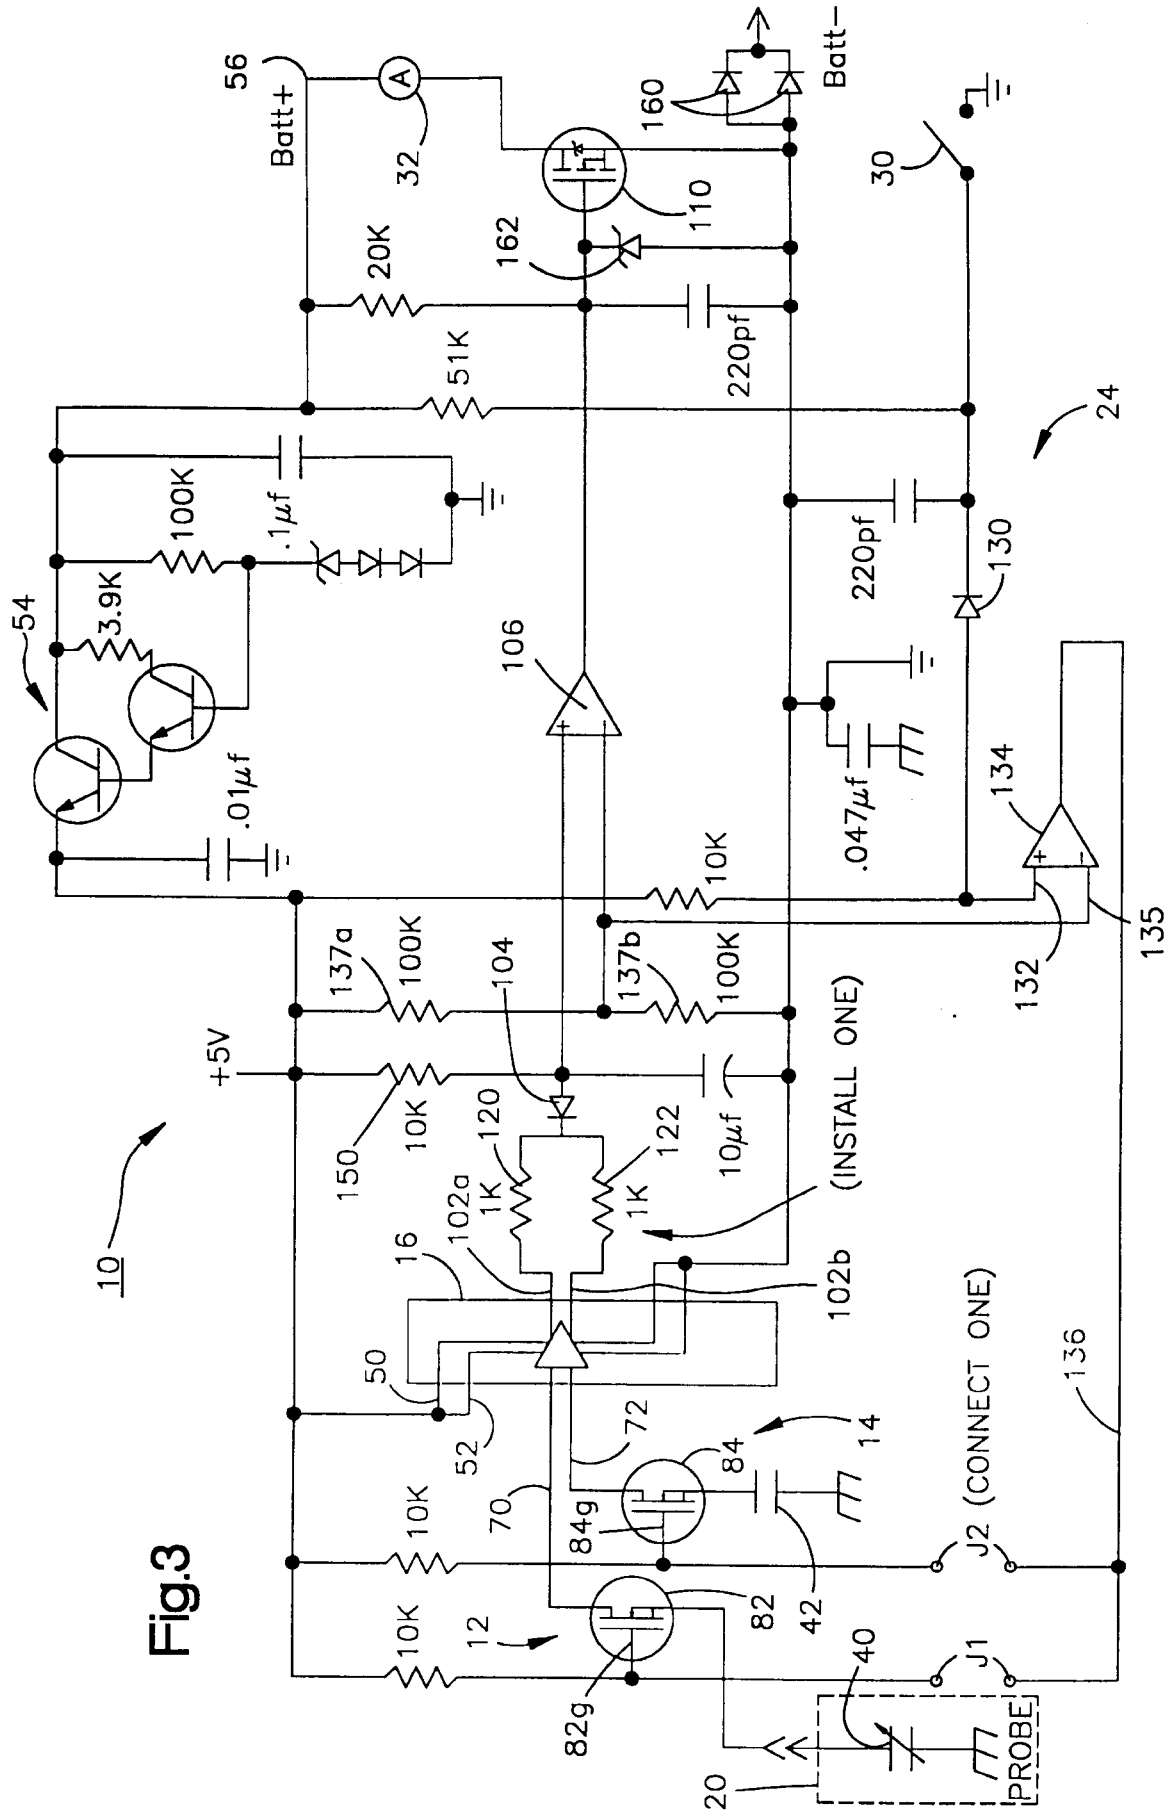 Fig.3
10
54
3.9K
100K
.1µf
.01µf
56
Batt+
A
32
20K
51K
162
110
160
Batt-
220pf
30
24
+5V
137a
100K
150
10K
104
106
+
-
137b
100K
10K
120
1K
102a
122
1K
102b
10µf
(INSTALL ONE)
16
50
52
70
72
.047µf
220pf
130
134
+
-
132
135
136
10K
10K
12
82g
82
84g
84
14
42
J1
J2 (CONNECT ONE)
40
20
PROBE